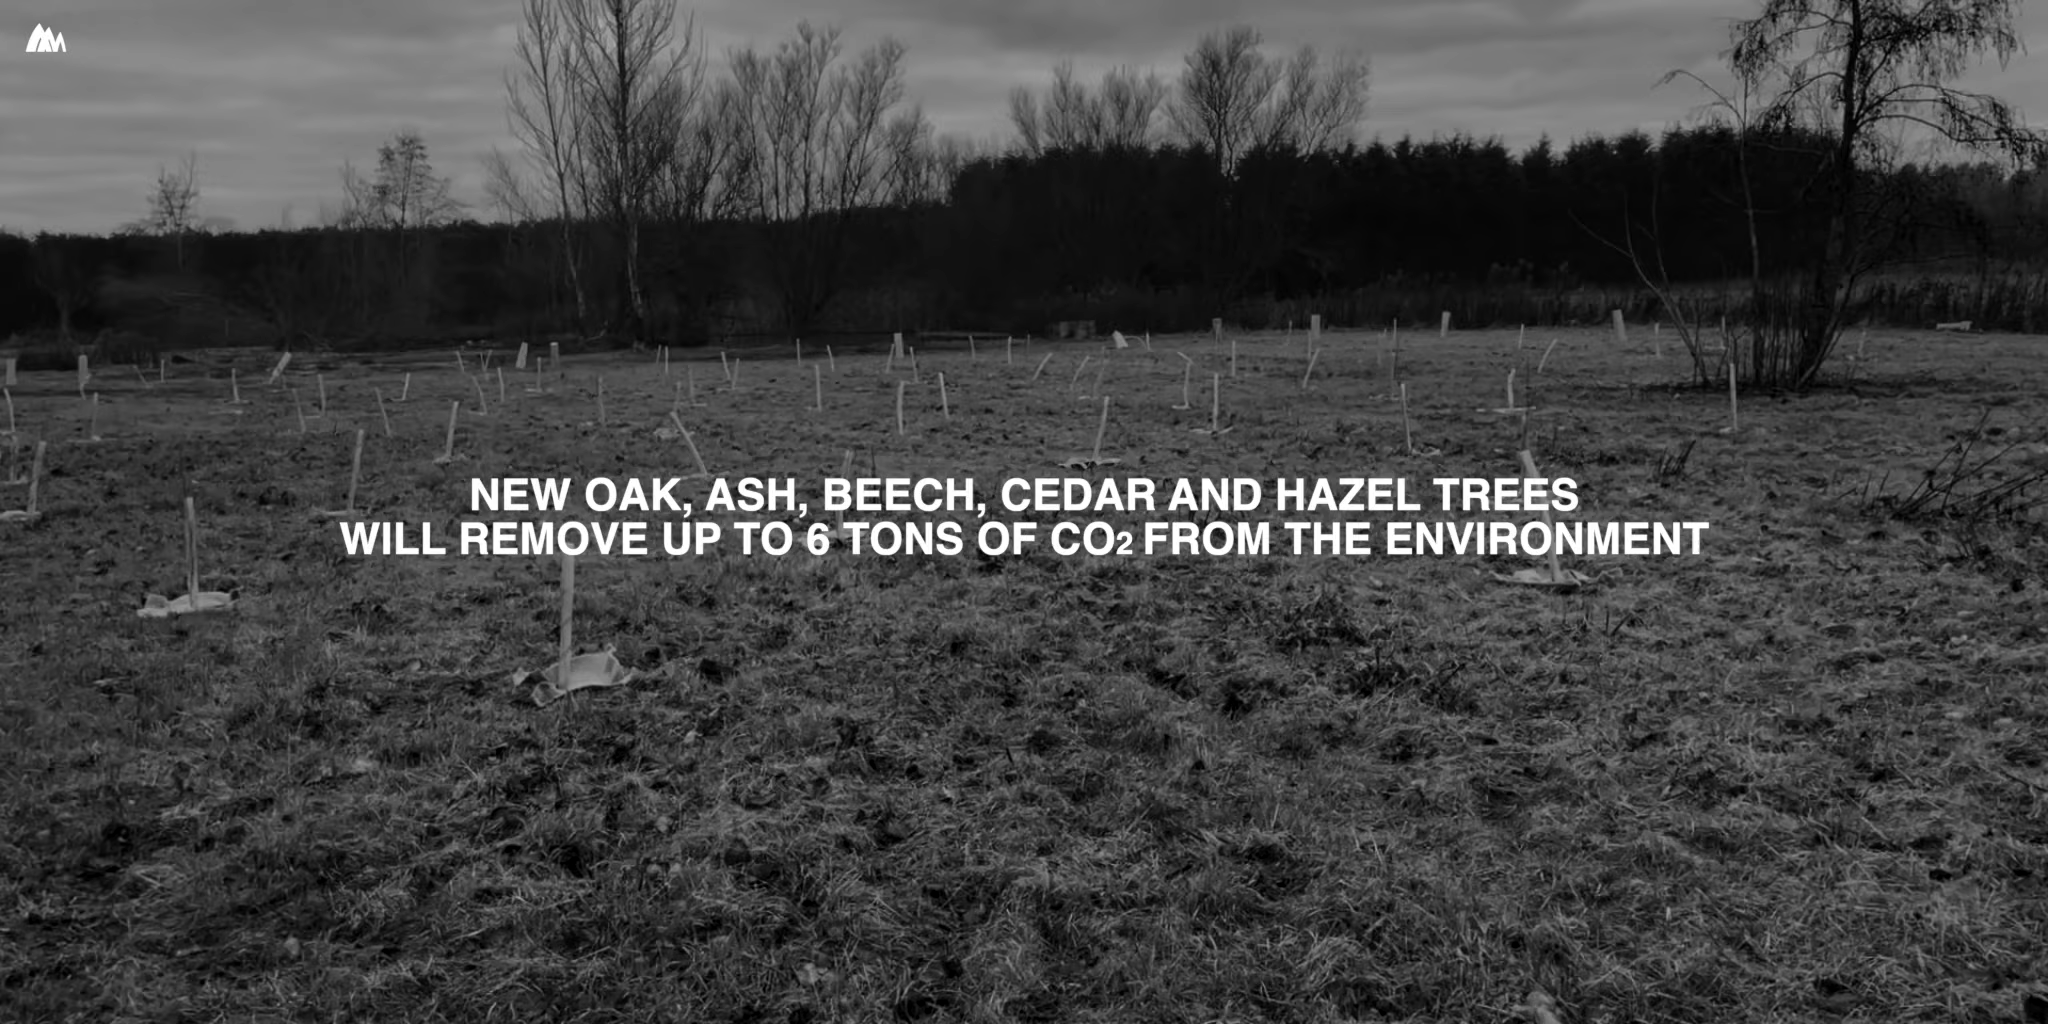 NEW OAK, ASH, BEECH, CEDAR AND HAZEL TREES
WILL REMOVE UP TO 6 TONS OF CO₂ FROM THE ENVIRONMENT